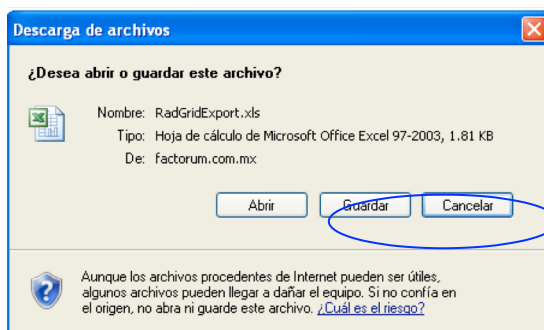 Descarga de archivos
¿Desea abrir o guardar este archivo?
Nombre: RadGridExport.xls
Tipo: Hoja de cálculo de Microsoft Office Excel 97-2003, 1.81 KB
De: factorum.com.mx
Abrir Guardar Cancelar
Aunque los archivos procedentes de Internet pueden ser útiles,
algunos archivos pueden llegar a dañar el equipo. Si no confía en
el origen, no abra ni guarde este archivo. ¿Cuál es el riesgo?